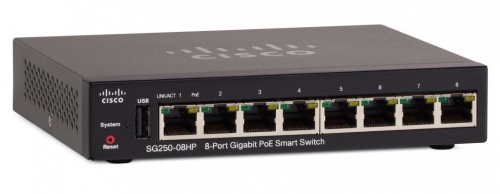 CISCO
CISCO
USB
LINK/ACT 1 PoE 2 3 4 5 6 7 8
System
Reset
SG250-08HP 8-Port Gigabit PoE Smart Switch